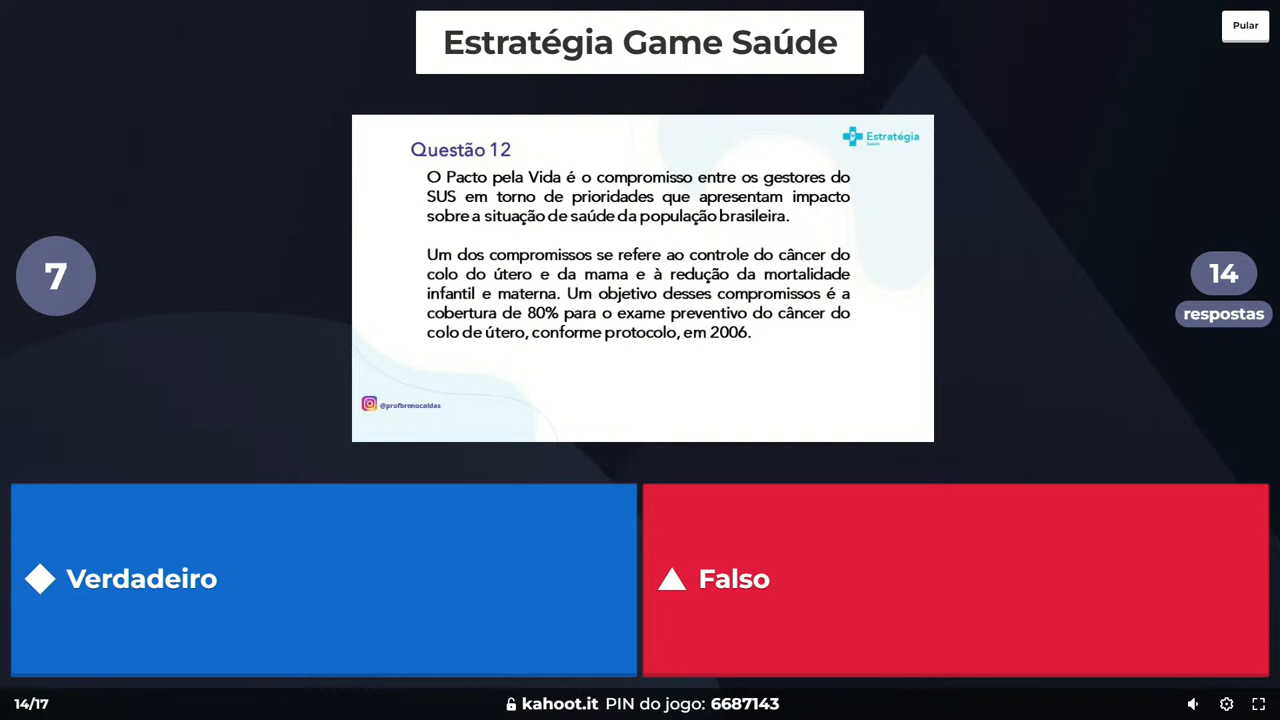 Estratégia Game Saúde
Pular
Estratégia
Saúde
Questão 12
O Pacto pela Vida é o compromisso entre os gestores do
SUS em torno de prioridades que apresentam impacto
sobre a situação de saúde da população brasileira.
Um dos compromissos se refere ao controle do câncer do
colo do útero e da mama e à redução da mortalidade
infantil e materna. Um objetivo desses compromissos é a
cobertura de 80% para o exame preventivo do câncer do
colo de útero, conforme protocolo, em 2006.
@profbrenocaldas
7
14
respostas
Verdadeiro
Falso
14/17
kahoot.it PIN do jogo: 6687143